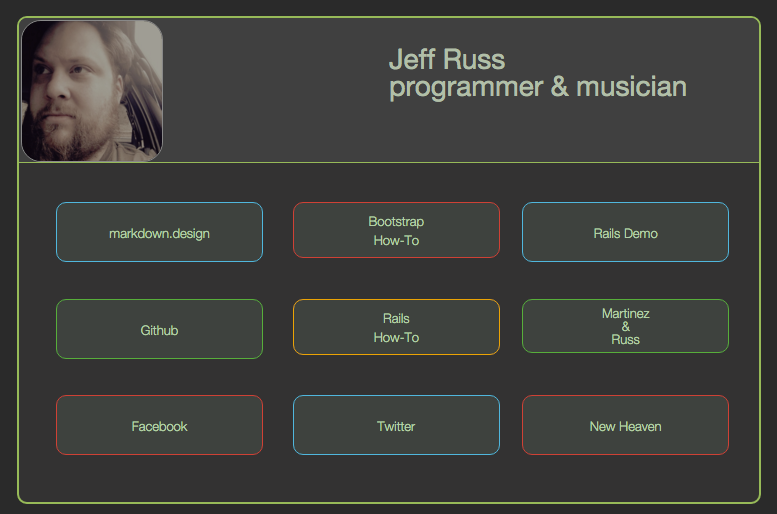 Jeff Russ
programmer & musician
markdown.design
Bootstrap
How-To
Rails Demo
Github
Rails
How-To
Martinez
&
Russ
Facebook
Twitter
New Heaven